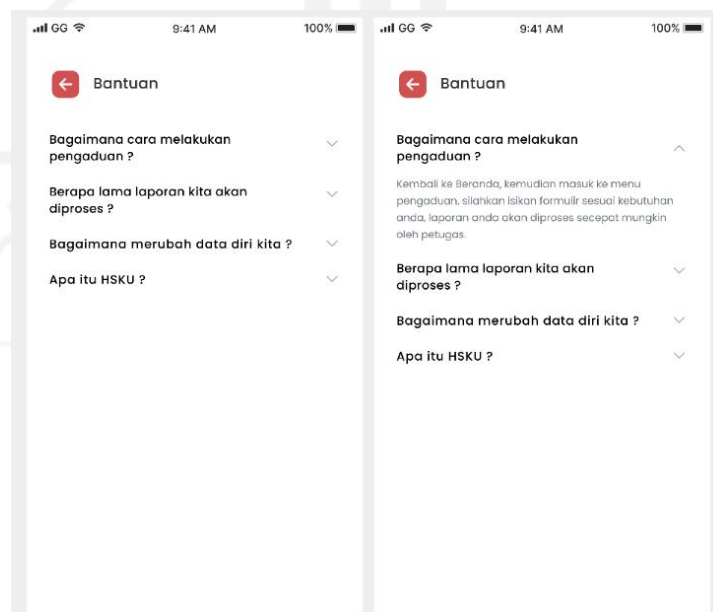 GG 9:41 AM 100%
Bantuan
Bagaimana cara melakukan
pengaduan ?
Berapa lama laporan kita akan
diproses ?
Bagaimana merubah data diri kita ?
Apa itu HSKU ?
GG 9:41 AM 100%
Bantuan
Bagaimana cara melakukan
pengaduan ?
Kembali ke Beranda, kemudian masuk ke menu
pengaduan, silahkan isikan formulir sesuai kebutuhan
anda, laporan anda akan diproses secepat mungkin
oleh petugas.
Berapa lama laporan kita akan
diproses ?
Bagaimana merubah data diri kita ?
Apa itu HSKU ?